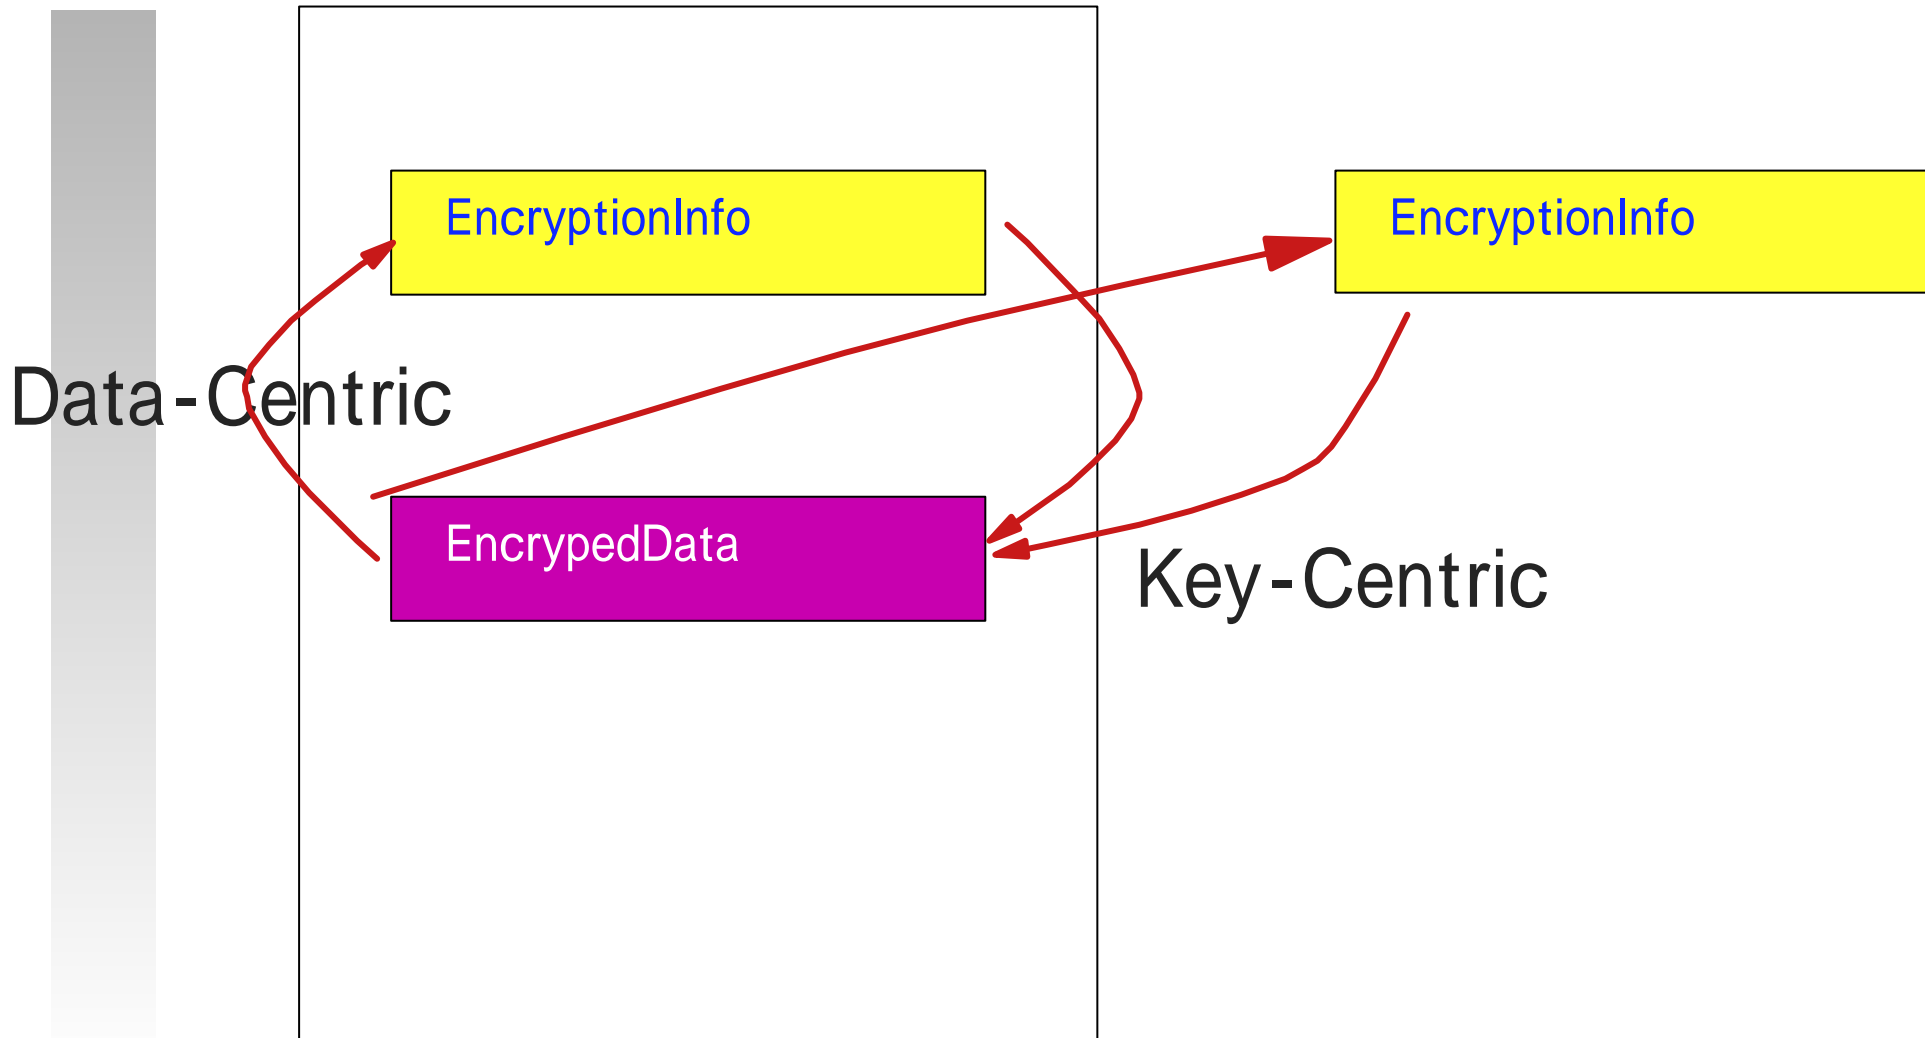 EncryptionInfo
EncryptionInfo
Data-Centric
EncrypedData
Key-Centric